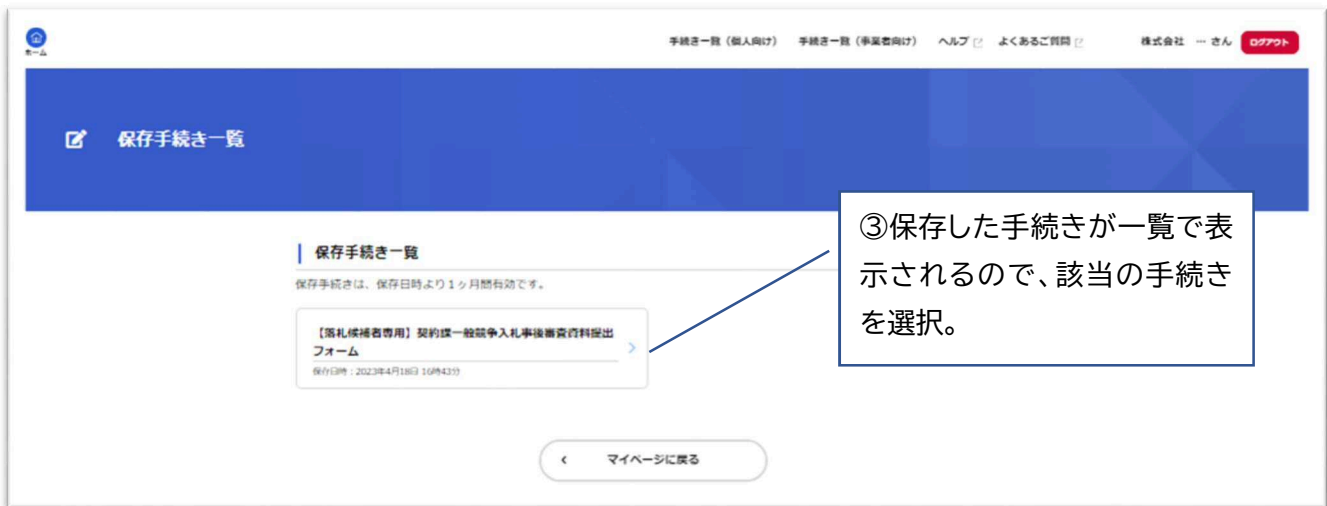 ホーム
手続き一覧（個人向け） 手続き一覧（事業者向け） ヘルプ よくあるご質問 株式会社 … さん ログアウト
保存手続き一覧
保存手続き一覧
保存手続きは、保存日時より1ヶ月間有効です。
【落札候補者専用】契約課一般競争入札事後審査資料提出
フォーム
保存日時：2023年4月18日 16時43分
③保存した手続きが一覧で表
示されるので、該当の手続き
を選択。
マイページに戻る